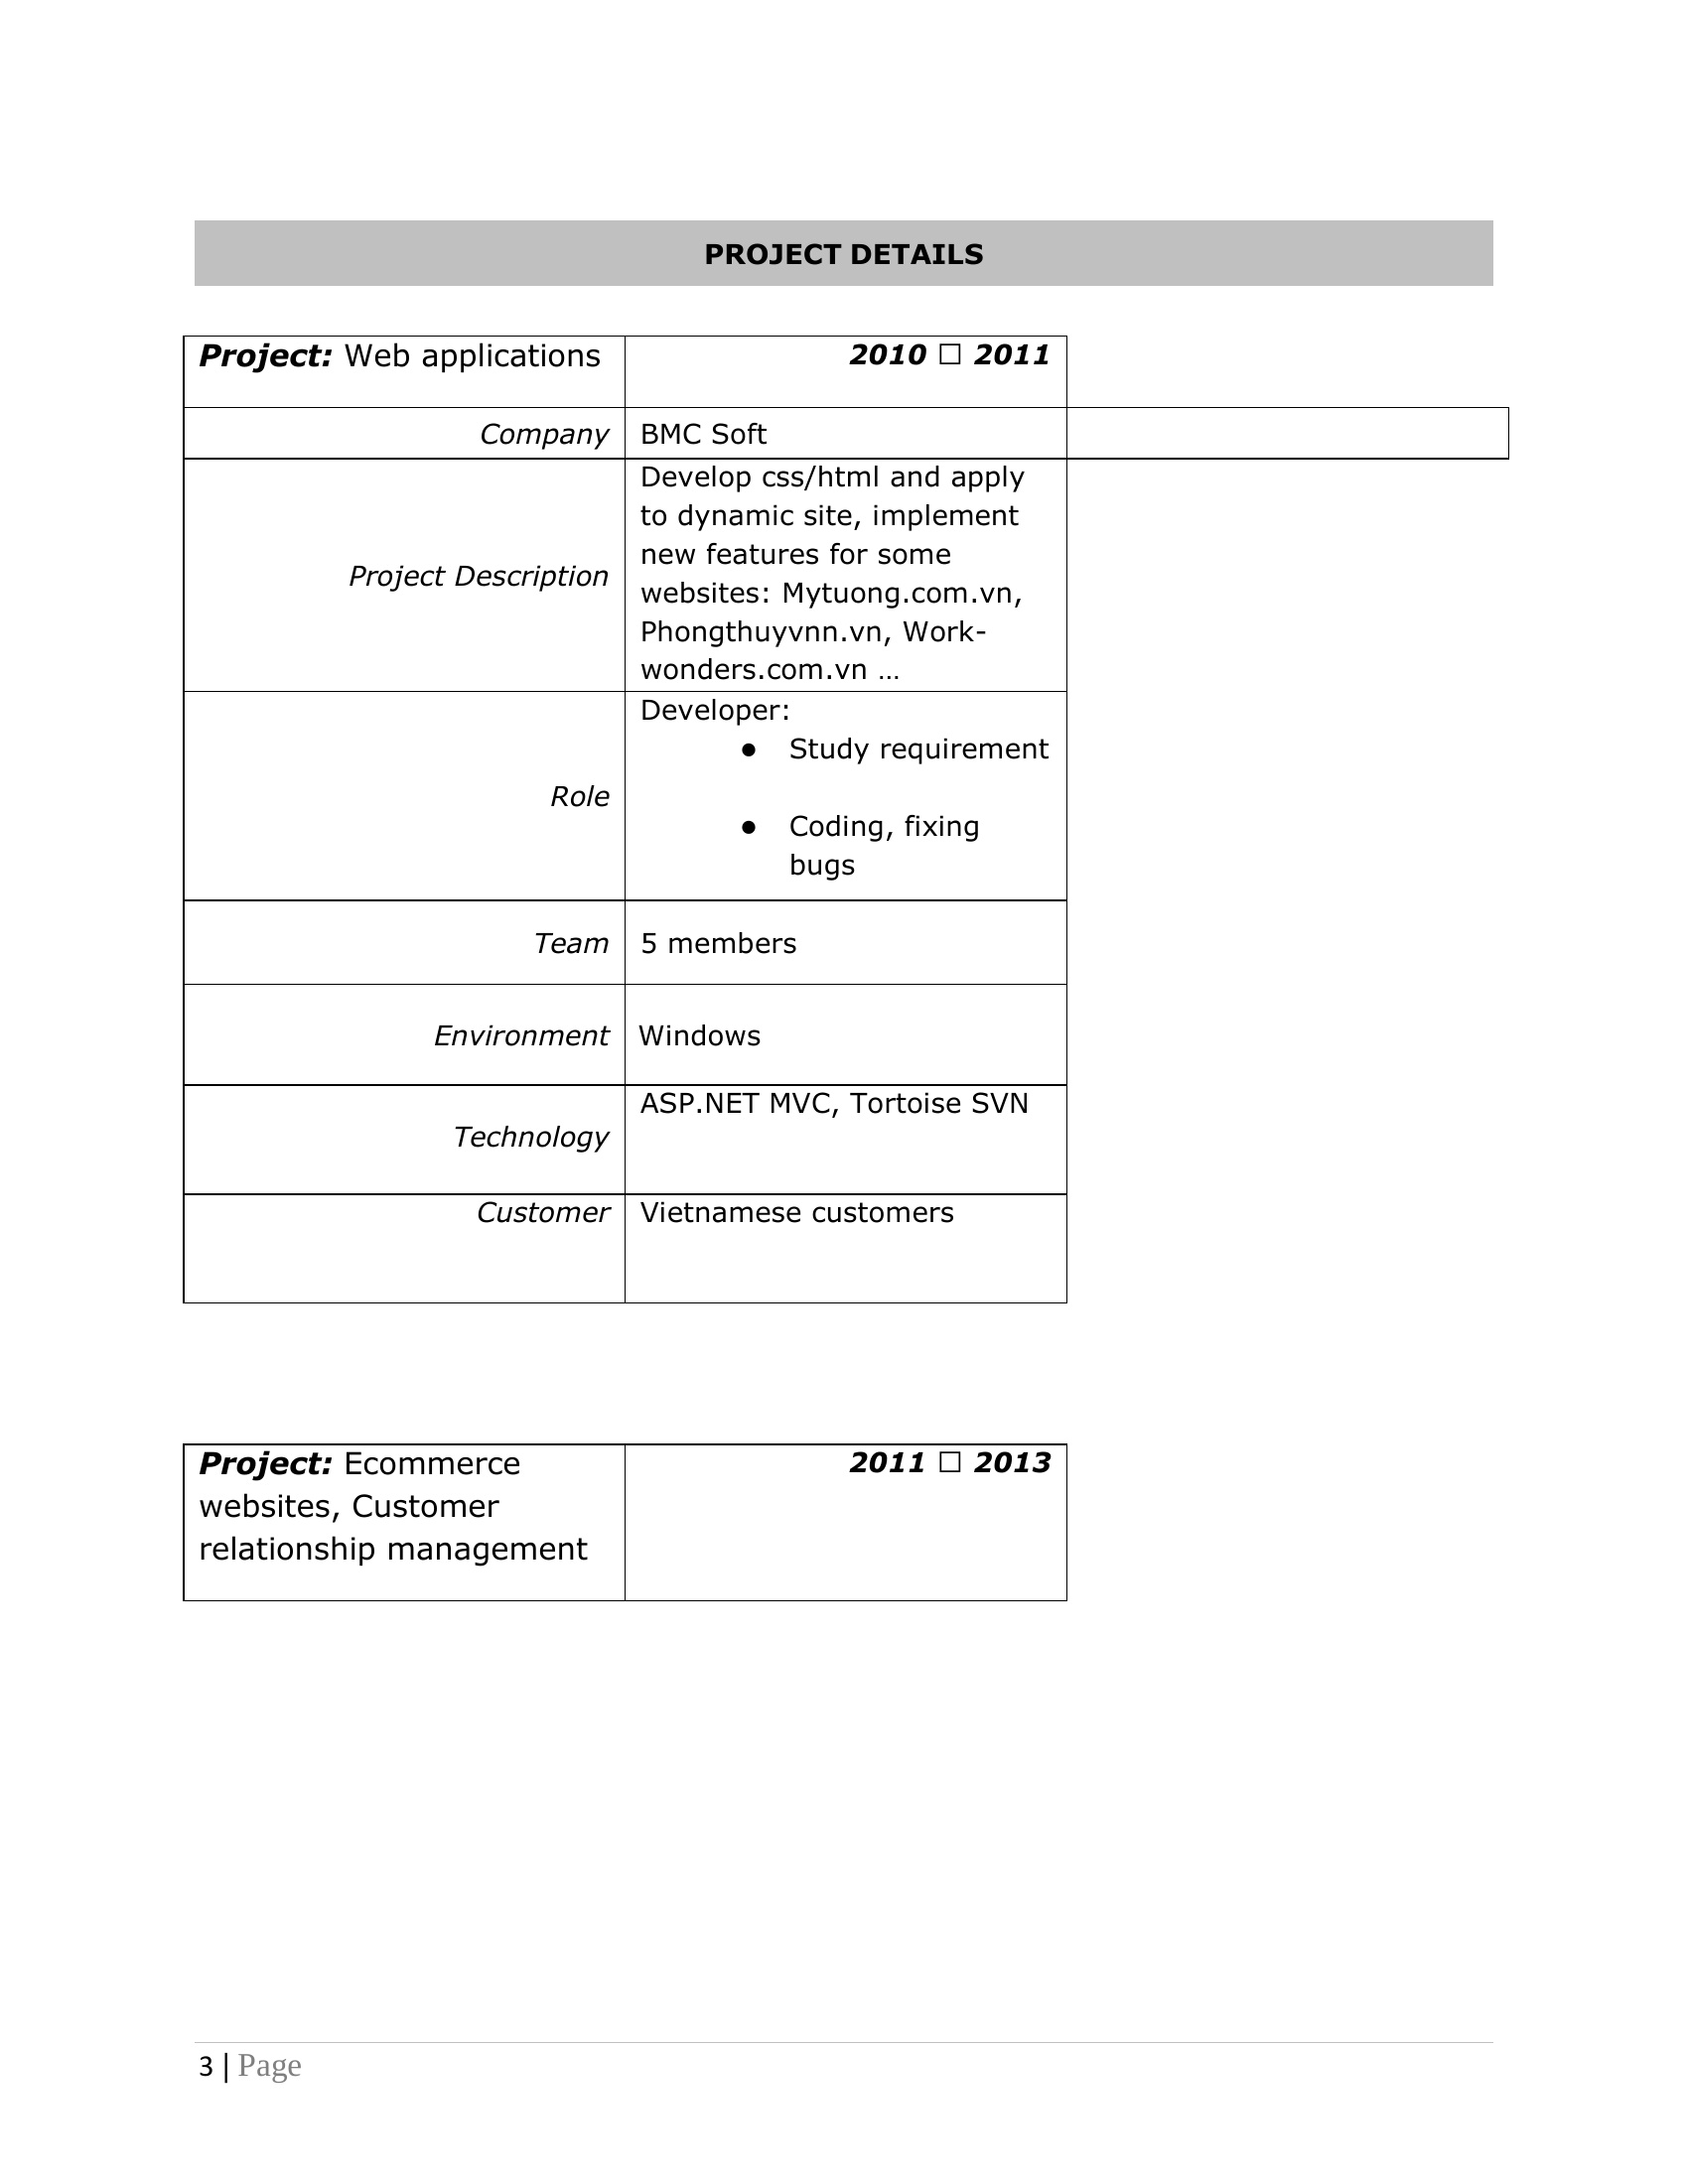 PROJECT DETAILS
Project: Web applications 2010 □ 2011
Company BMC Soft
Project Description
Develop css/html and apply
to dynamic site, implement
new features for some
websites: Mytuong.com.vn,
Phongthuyvnn.vn, Work-
wonders.com.vn …
Role
Developer:
● Study requirement
● Coding, fixing
bugs
Team 5 members
Environment Windows
Technology ASP.NET MVC, Tortoise SVN
Customer Vietnamese customers
Project: Ecommerce 2011 □ 2013
websites, Customer
relationship management
3 | Page